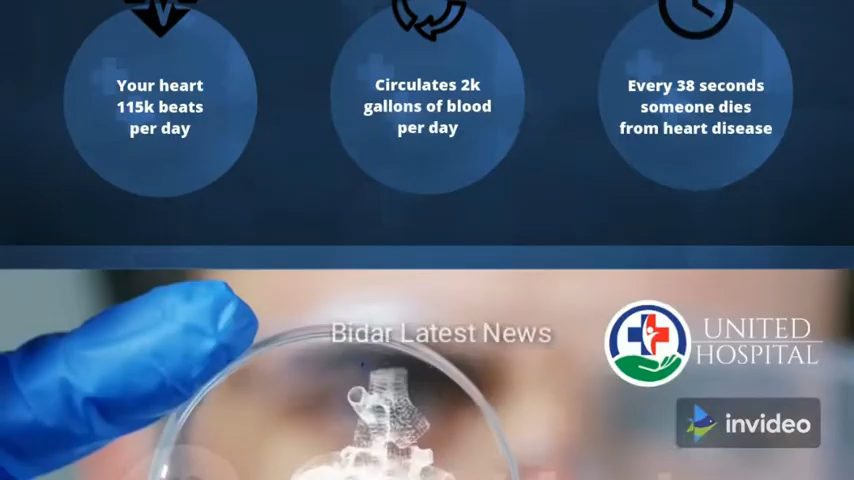 Your heart
115k beats
per day
Circulates 2k
gallons of blood
per day
Every 38 seconds
someone dies
from heart disease
Bidar Latest News
UNITED
HOSPITAL
invideo